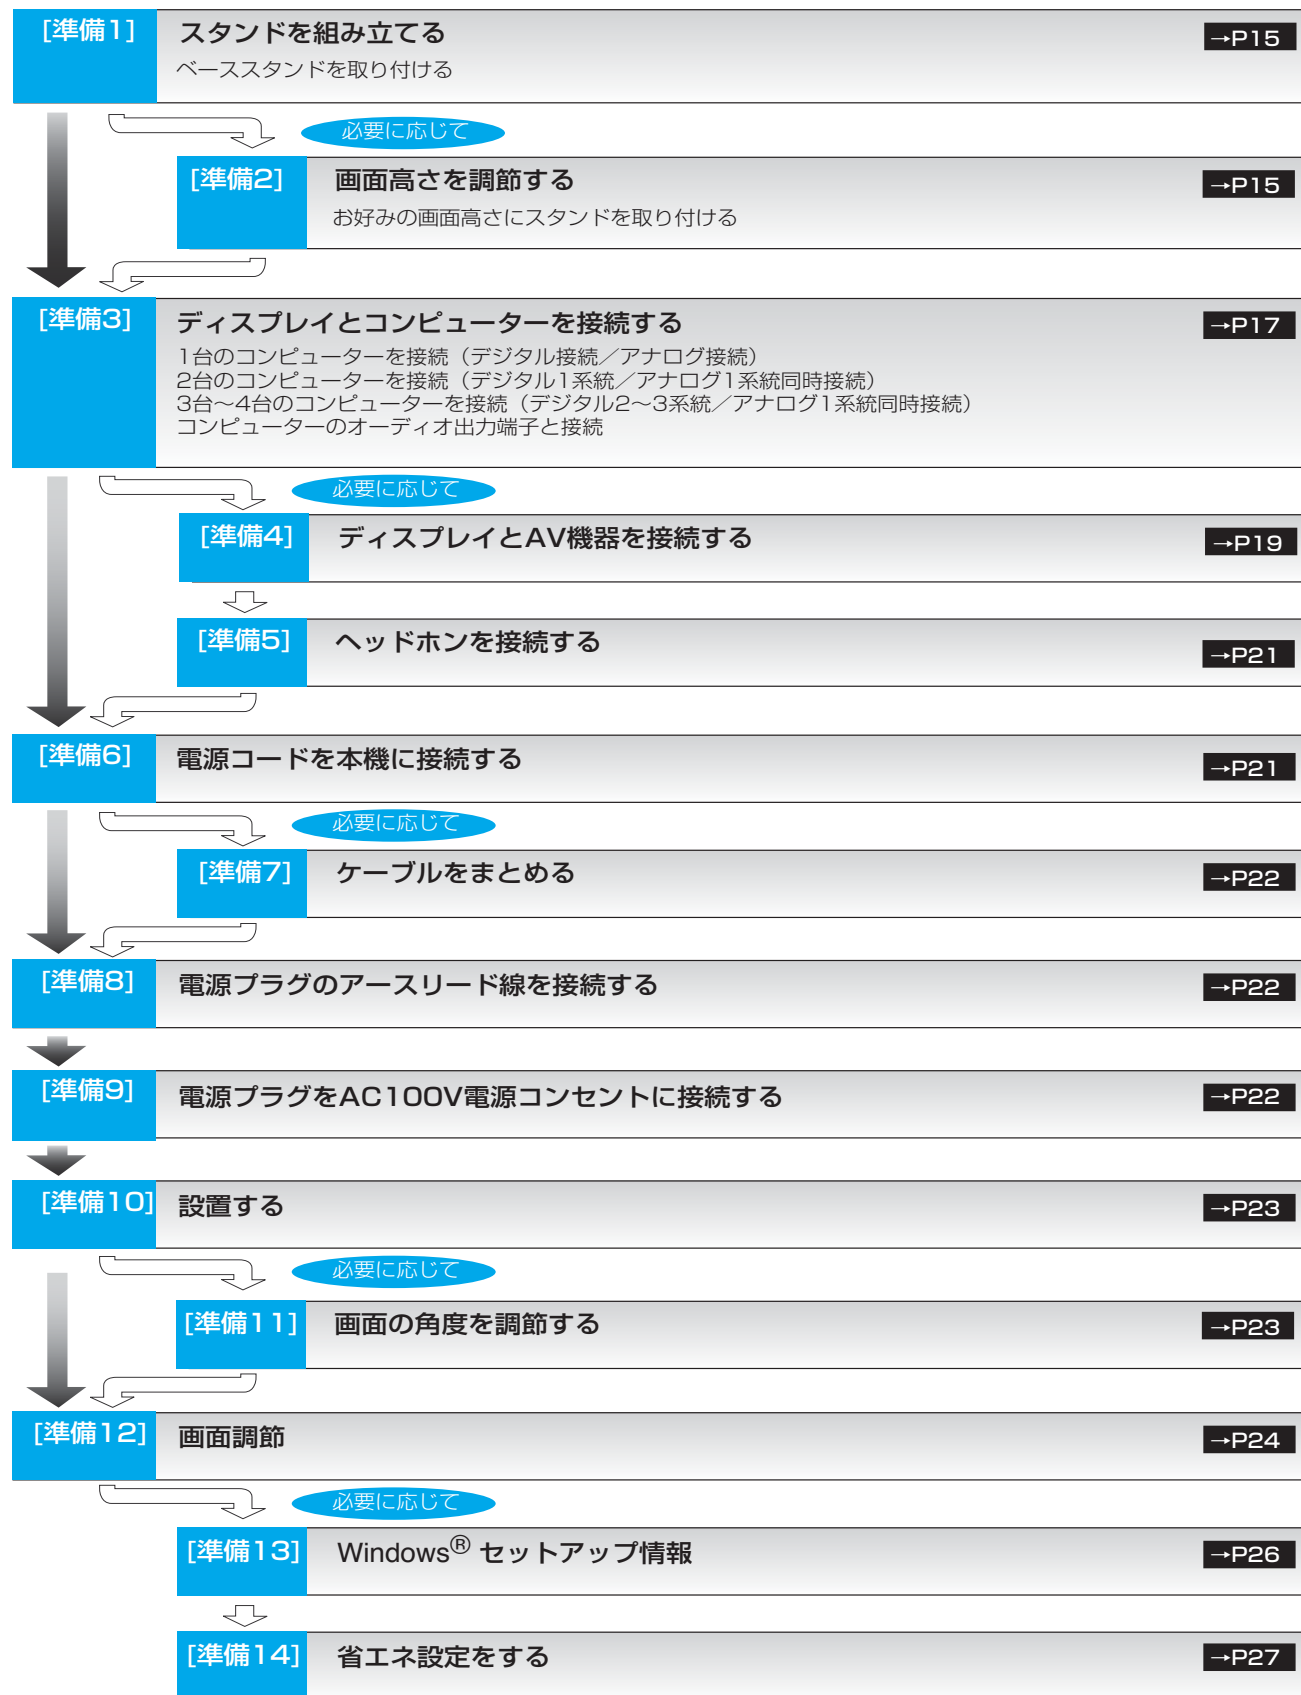 [準備1]
スタンドを組み立てる
→P15
ベーススタンドを取り付ける
必要に応じて
[準備2]
画面高さを調節する
→P15
お好みの画面高さにスタンドを取り付ける
[準備3]
ディスプレイとコンピューターを接続する
→P17
1台のコンピューターを接続（デジタル接続／アナログ接続）
2台のコンピューターを接続（デジタル1系統／アナログ1系統同時接続）
3台～4台のコンピューターを接続（デジタル2～3系統／アナログ1系統同時接続）
コンピューターのオーディオ出力端子と接続
必要に応じて
[準備4]
ディスプレイとAV機器を接続する
→P19
[準備5]
ヘッドホンを接続する
→P21
[準備6]
電源コードを本機に接続する
→P21
必要に応じて
[準備7]
ケーブルをまとめる
→P22
[準備8]
電源プラグのアースリード線を接続する
→P22
[準備9]
電源プラグをAC100V電源コンセントに接続する
→P22
[準備10]
設置する
→P23
必要に応じて
[準備11]
画面の角度を調節する
→P23
[準備12]
画面調節
→P24
必要に応じて
[準備13]
Windows® セットアップ情報
→P26
[準備14]
省エネ設定をする
→P27